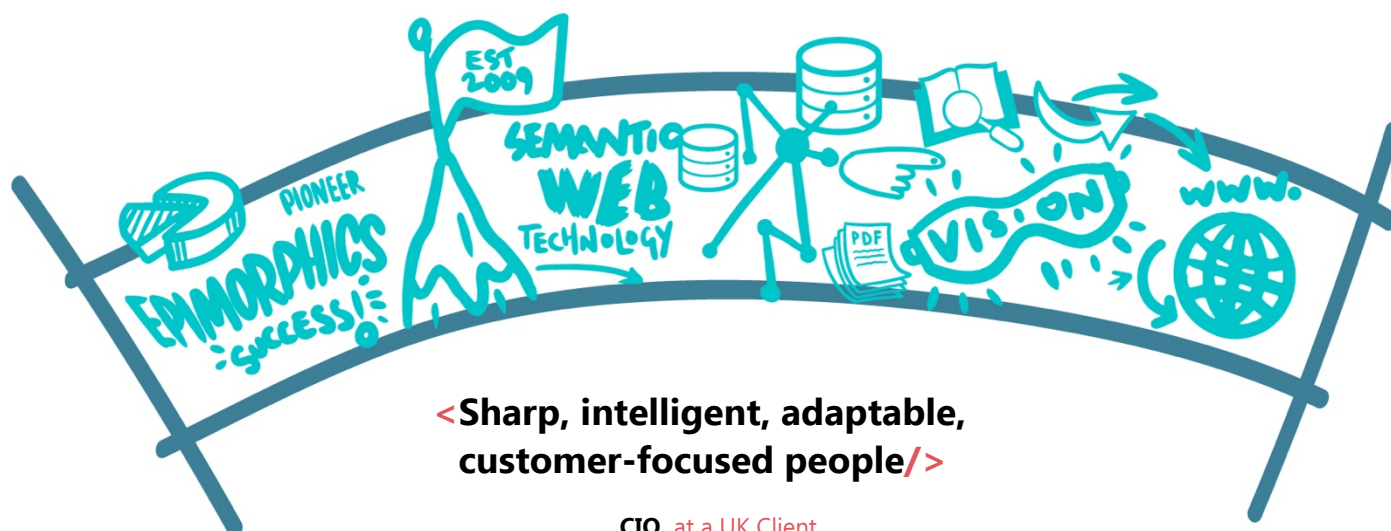 EST
2009
PIONEER
EPIMORPHICS
SUCCESS!
SEMANTIC
WEB
TECHNOLOGY
PDF
VISION
WWW.
<Sharp, intelligent, adaptable,
customer-focused people/>
CIO, at a UK Client